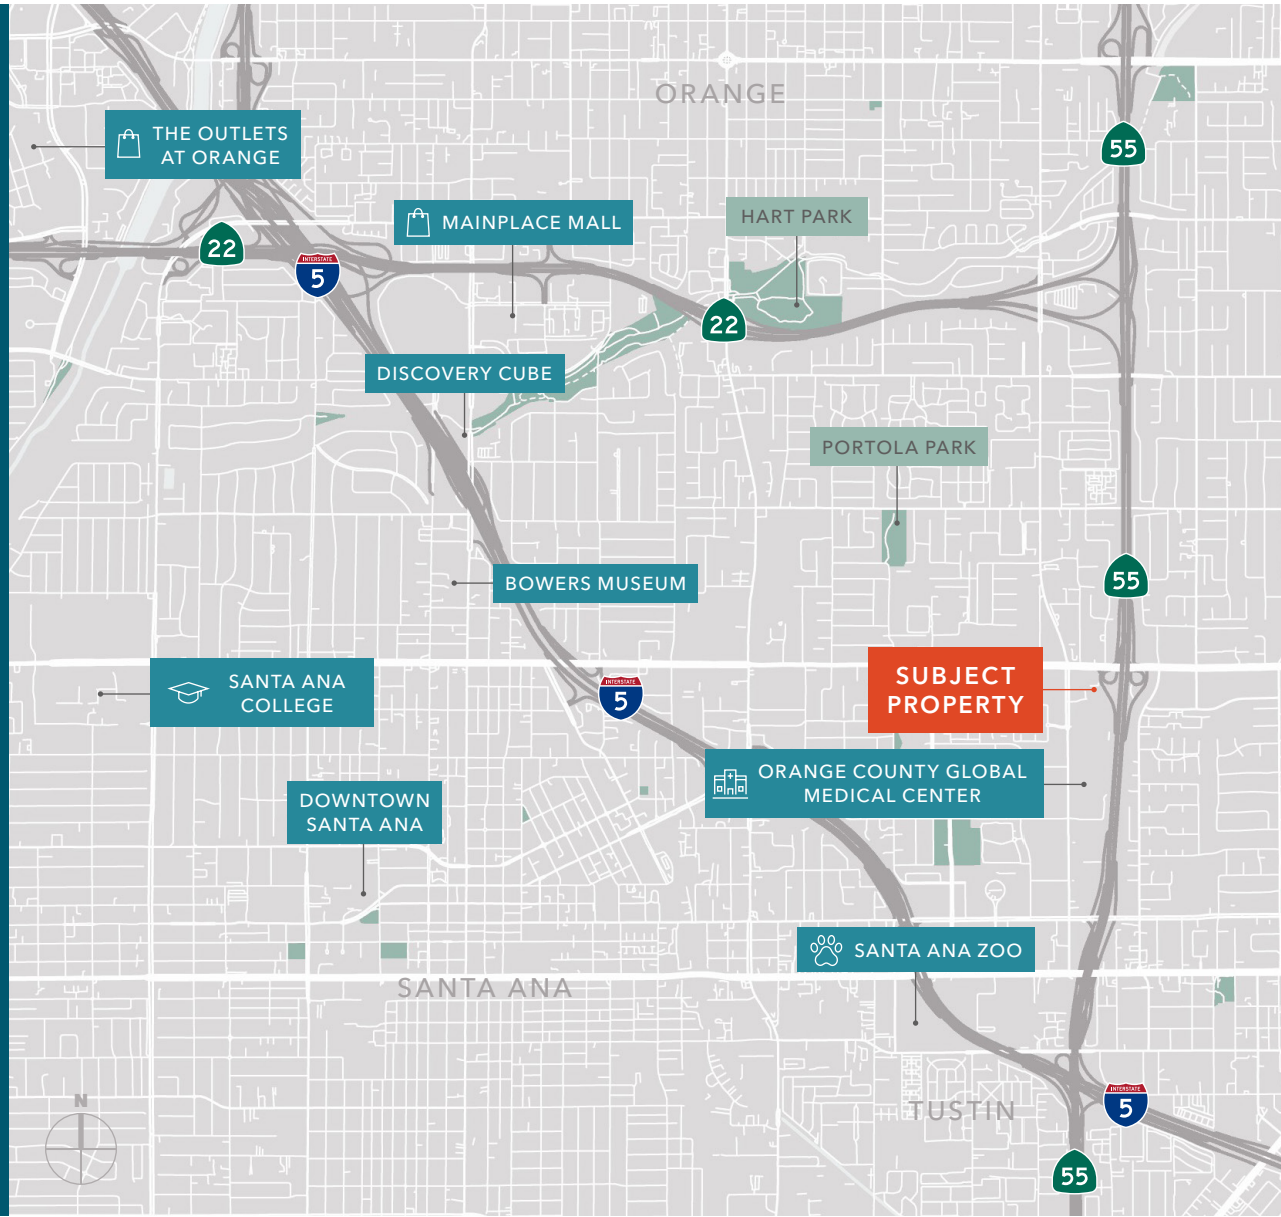 ORANGE
THE OUTLETS
AT ORANGE
55
MAINPLACE MALL
HART PARK
22
INTERSTATE
5
22
DISCOVERY CUBE
PORTOLA PARK
55
BOWERS MUSEUM
SANTA ANA
COLLEGE
INTERSTATE
5
SUBJECT
PROPERTY
ORANGE COUNTY GLOBAL
MEDICAL CENTER
DOWNTOWN
SANTA ANA
SANTA ANA ZOO
SANTA ANA
N
TUSTIN
INTERSTATE
5
55